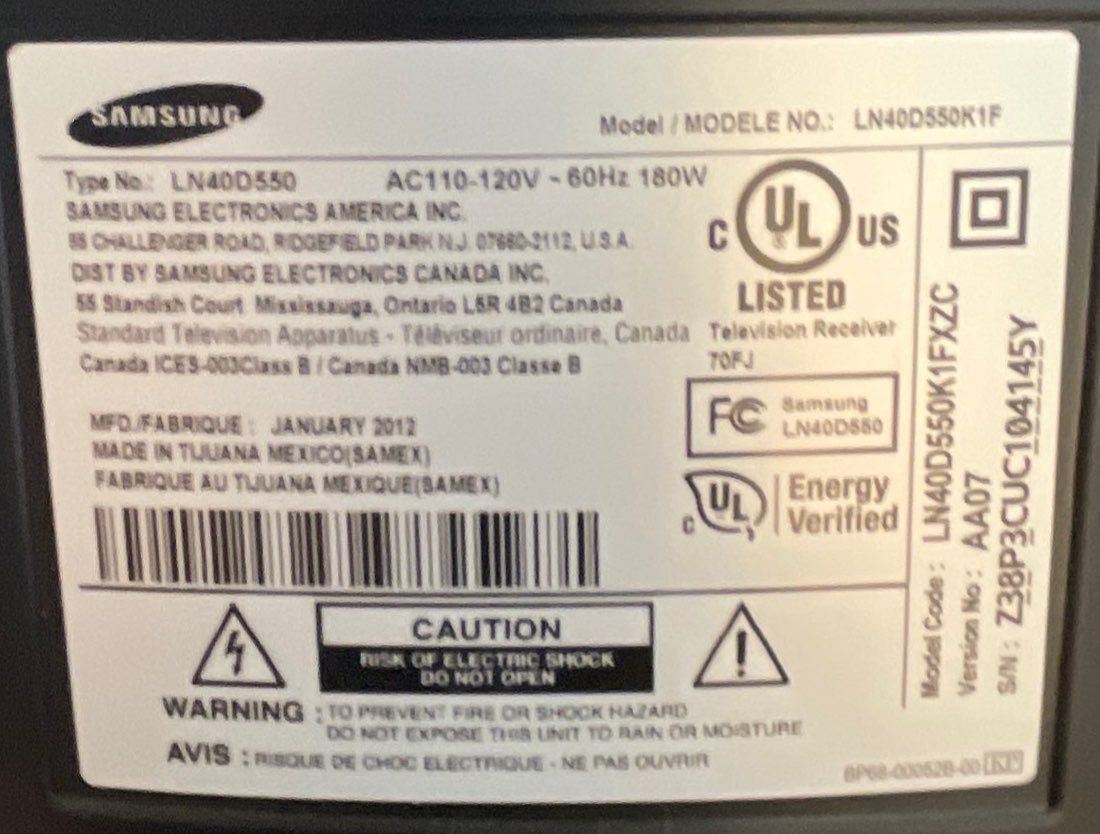 SAMSUNG
Model / MODELE NO.: LN40D550K1F
Type No.: LN40D550 AC110-120V ~ 60Hz 180W
SAMSUNG ELECTRONICS AMERICA INC.
85 CHALLENGER ROAD, RIDGEFIELD PARK N.J. 07660-2112, U.S.A.
DIST BY SAMSUNG ELECTRONICS CANADA INC.
55 Standish Court Mississauga, Ontario L5R 4B2 Canada
Standard Television Apparatus - Téléviseur ordinaire, Canada
Canada ICES-003Class B / Canada NMB-003 Classe B
C UL US
LISTED
Television Receiver
70FJ
FC Samsung
LN40D550
C UL Energy
Verified
MFD./FABRIQUE : JANUARY 2012
MADE IN TIJUANA MEXICO(SAMEX)
FABRIQUE AU TIJUANA MEXIQUE(SAMEX)
CAUTION
RISK OF ELECTRIC SHOCK
DO NOT OPEN
WARNING : TO PREVENT FIRE OR SHOCK HAZARD
DO NOT EXPOSE THIS UNIT TO RAIN OR MOISTURE
AVIS : RISQUE DE CHOC ELECTRIQUE - NE PAS OUVRIR
Model Code : LN40D550K1FXZC
Version No : AA07
S/N : Z38P3CUC104145Y